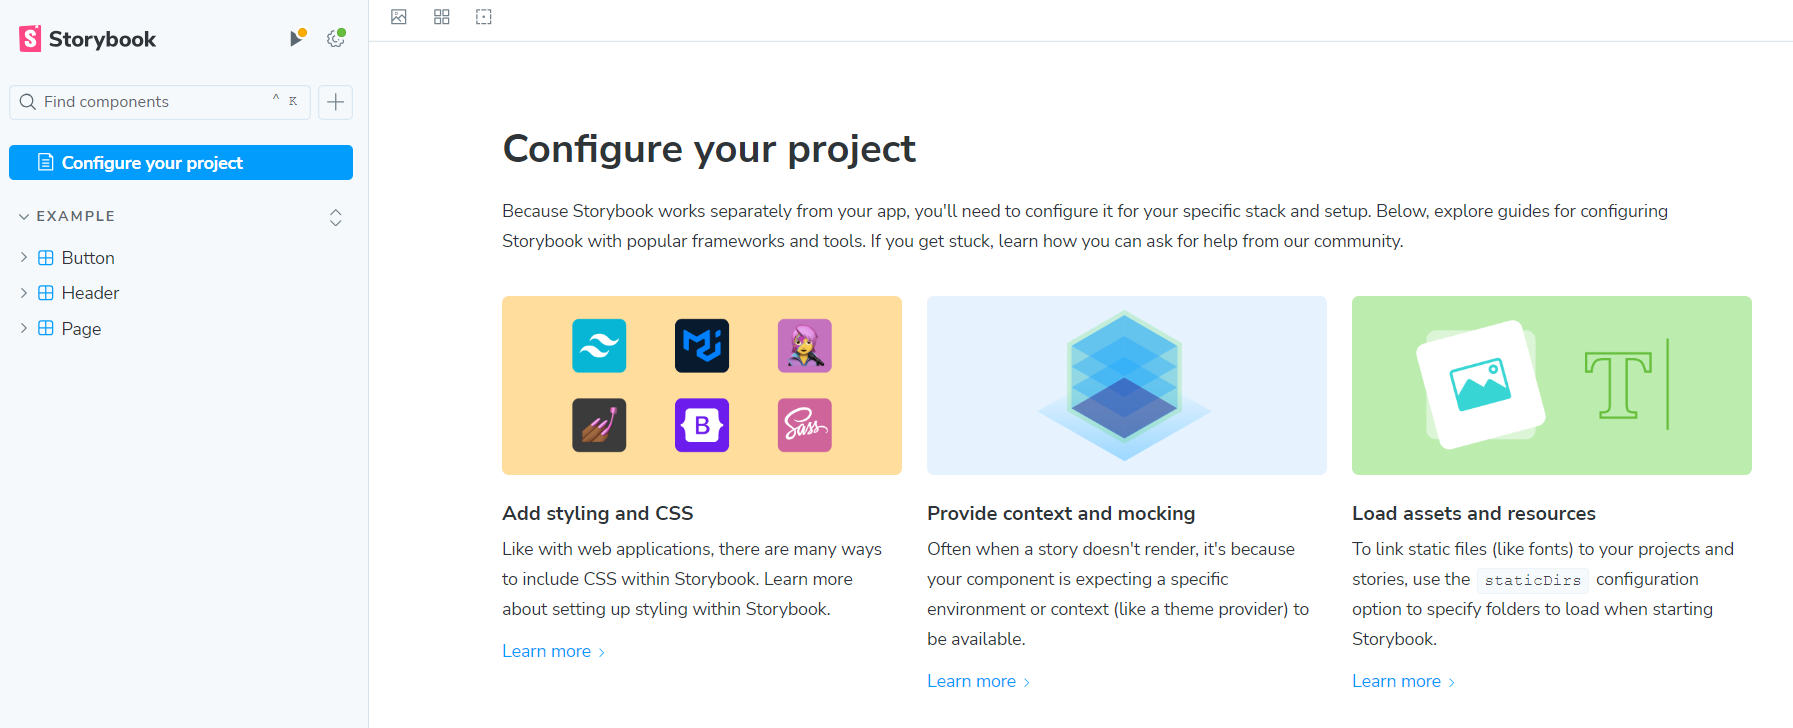 Storybook
Find components
^ K
Configure your project
EXAMPLE
Button
Header
Page
Configure your project
Because Storybook works separately from your app, you'll need to configure it for your specific stack and setup. Below, explore guides for configuring
Storybook with popular frameworks and tools. If you get stuck, learn how you can ask for help from our community.
B
Sass
T
Add styling and CSS
Like with web applications, there are many ways
to include CSS within Storybook. Learn more
about setting up styling within Storybook.
Learn more
Provide context and mocking
Often when a story doesn't render, it's because
your component is expecting a specific
environment or context (like a theme provider) to
be available.
Learn more
Load assets and resources
To link static files (like fonts) to your projects and
stories, use the staticDirs configuration
option to specify folders to load when starting
Storybook.
Learn more